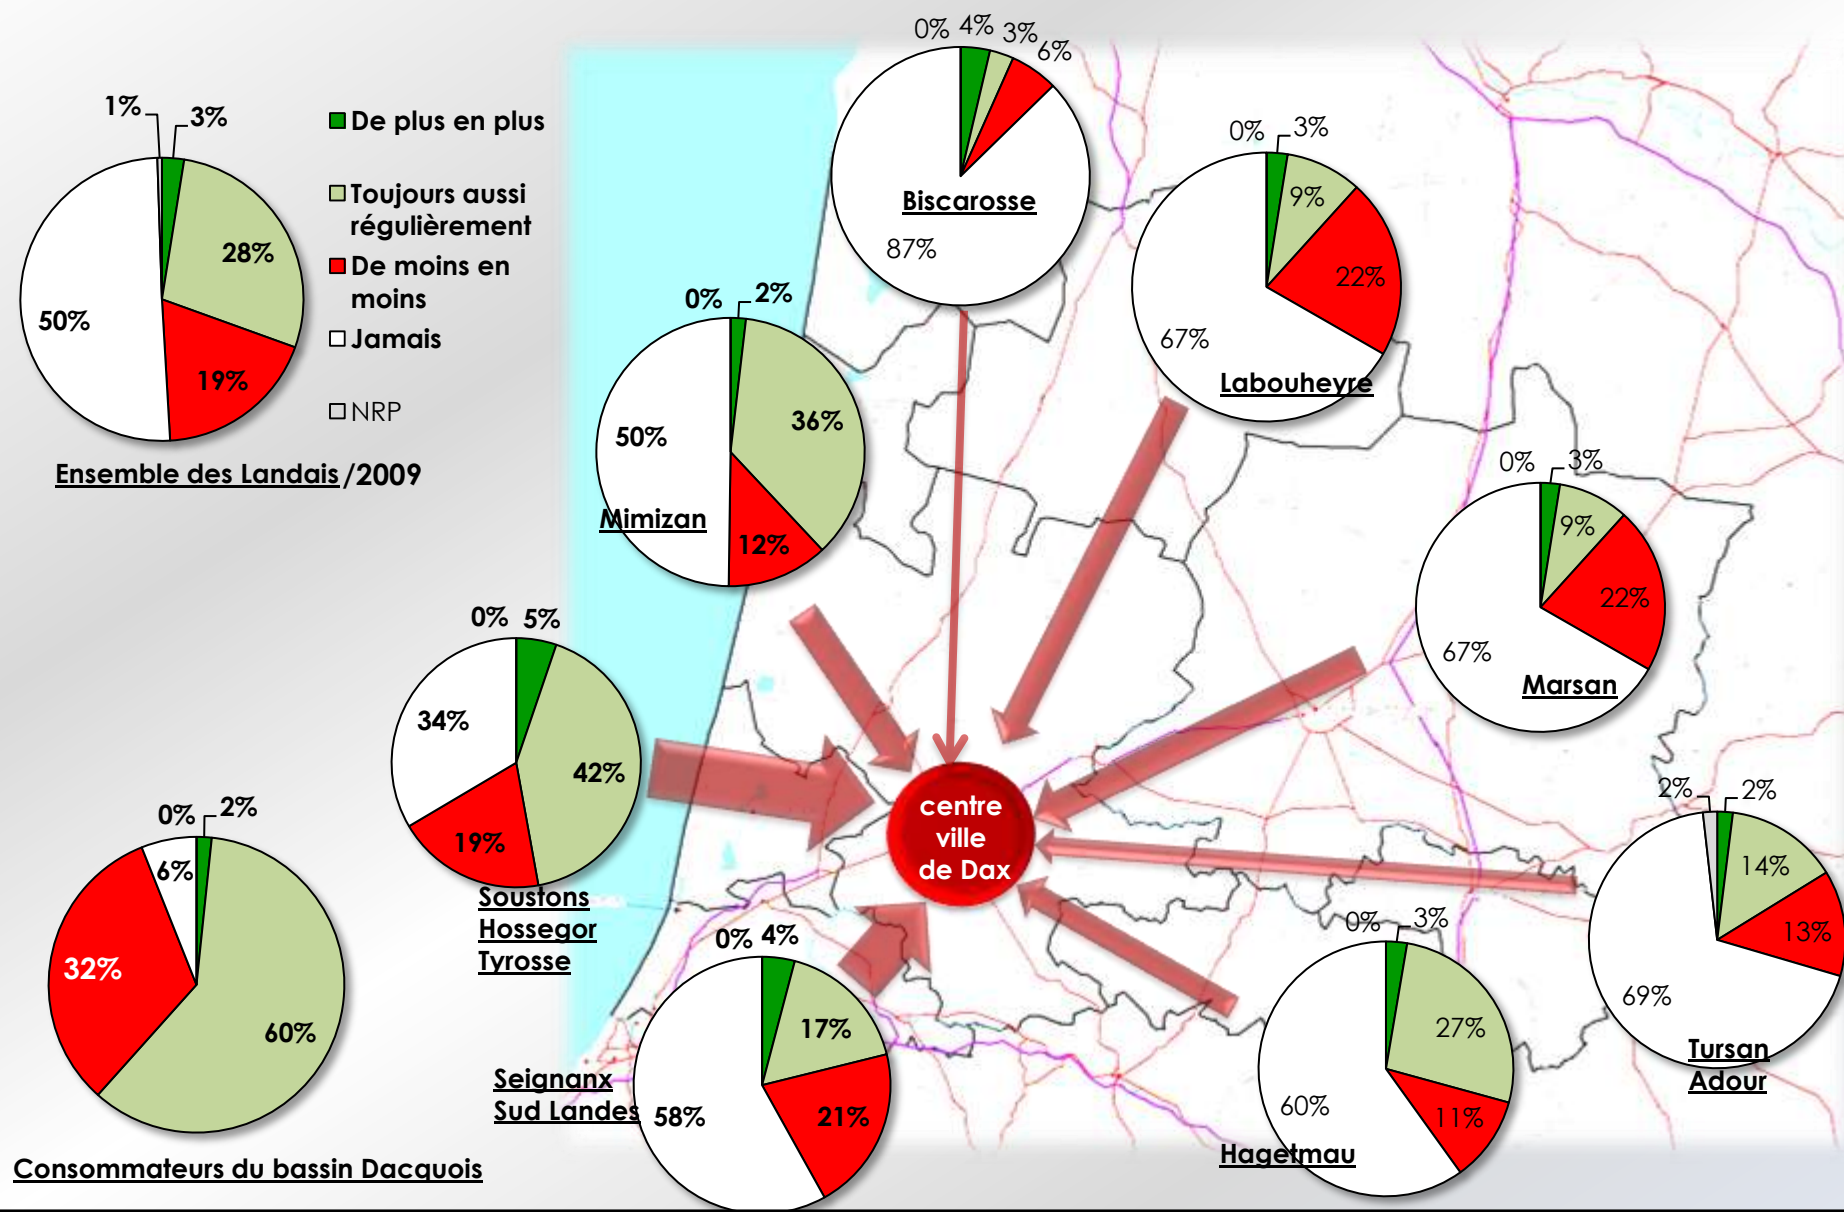 1%
3%
28%
19%
50%
De plus en plus
Toujours aussi
régulièrement
De moins en
moins
Jamais
NRP
Ensemble des Landais /2009
0% 4% 3% 6%
87%
Biscarosse
0% 3%
9%
22%
67%
Labouheyre
0% 2%
36%
12%
50%
Mimizan
0% 3%
9%
22%
67%
Marsan
0% 5%
42%
19%
34%
Soustons
Hossegor
Tyrosse
centre
ville
de Dax
2% 2%
14%
13%
69%
Tursan
Adour
0% 2%
60%
32%
6%
Consommateurs du bassin Dacquois
0% 4%
17%
21%
58%
Seignanx
Sud Landes
0% 3%
27%
11%
60%
Hagetmau